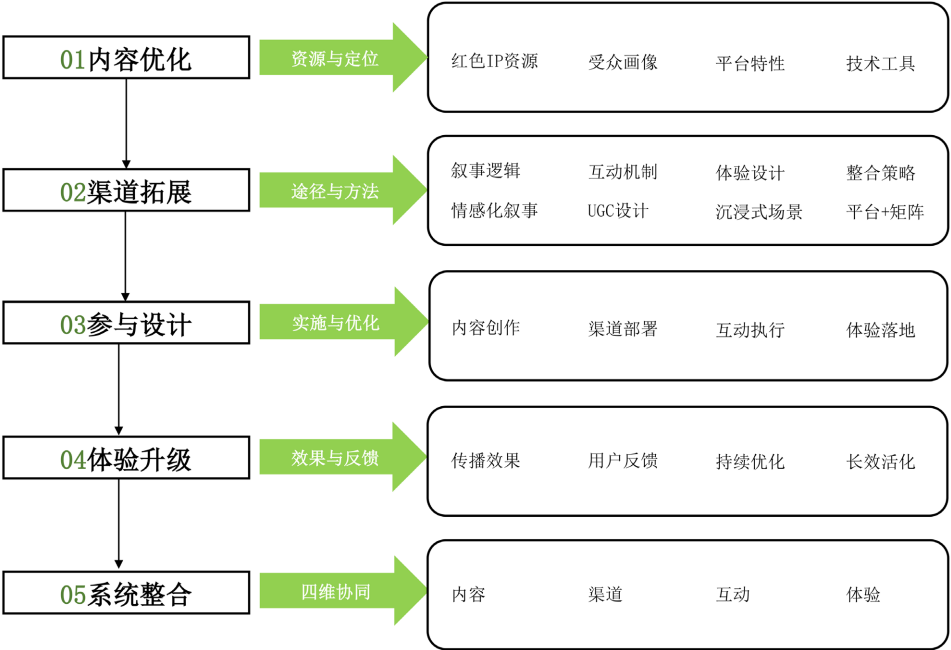 01内容优化
资源与定位
红色IP资源 受众画像 平台特性 技术工具
02渠道拓展
途径与方法
叙事逻辑 互动机制 体验设计 整合策略
情感化叙事 UGC设计 沉浸式场景 平台+矩阵
03参与设计
实施与优化
内容创作 渠道部署 互动执行 体验落地
04体验升级
效果与反馈
传播效果 用户反馈 持续优化 长效活化
05系统整合
四维协同
内容 渠道 互动 体验